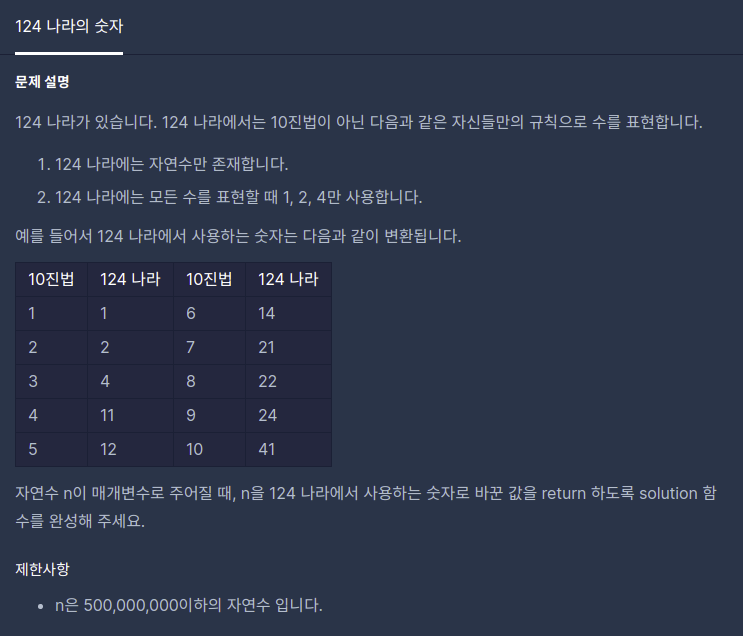 124 나라의 숫자
문제 설명
124 나라가 있습니다. 124 나라에서는 10진법이 아닌 다음과 같은 자신들만의 규칙으로 수를 표현합니다.
1. 124 나라에는 자연수만 존재합니다.
2. 124 나라에는 모든 수를 표현할 때 1, 2, 4만 사용합니다.
예를 들어서 124 나라에서 사용하는 숫자는 다음과 같이 변환됩니다.
10진법 124 나라 10진법 124 나라
1 1 6 14
2 2 7 21
3 4 8 22
4 11 9 24
5 12 10 41
자연수 n이 매개변수로 주어질 때, n을 124 나라에서 사용하는 숫자로 바꾼 값을 return 하도록 solution 함
수를 완성해 주세요.
제한사항
• n은 500,000,000이하의 자연수 입니다.